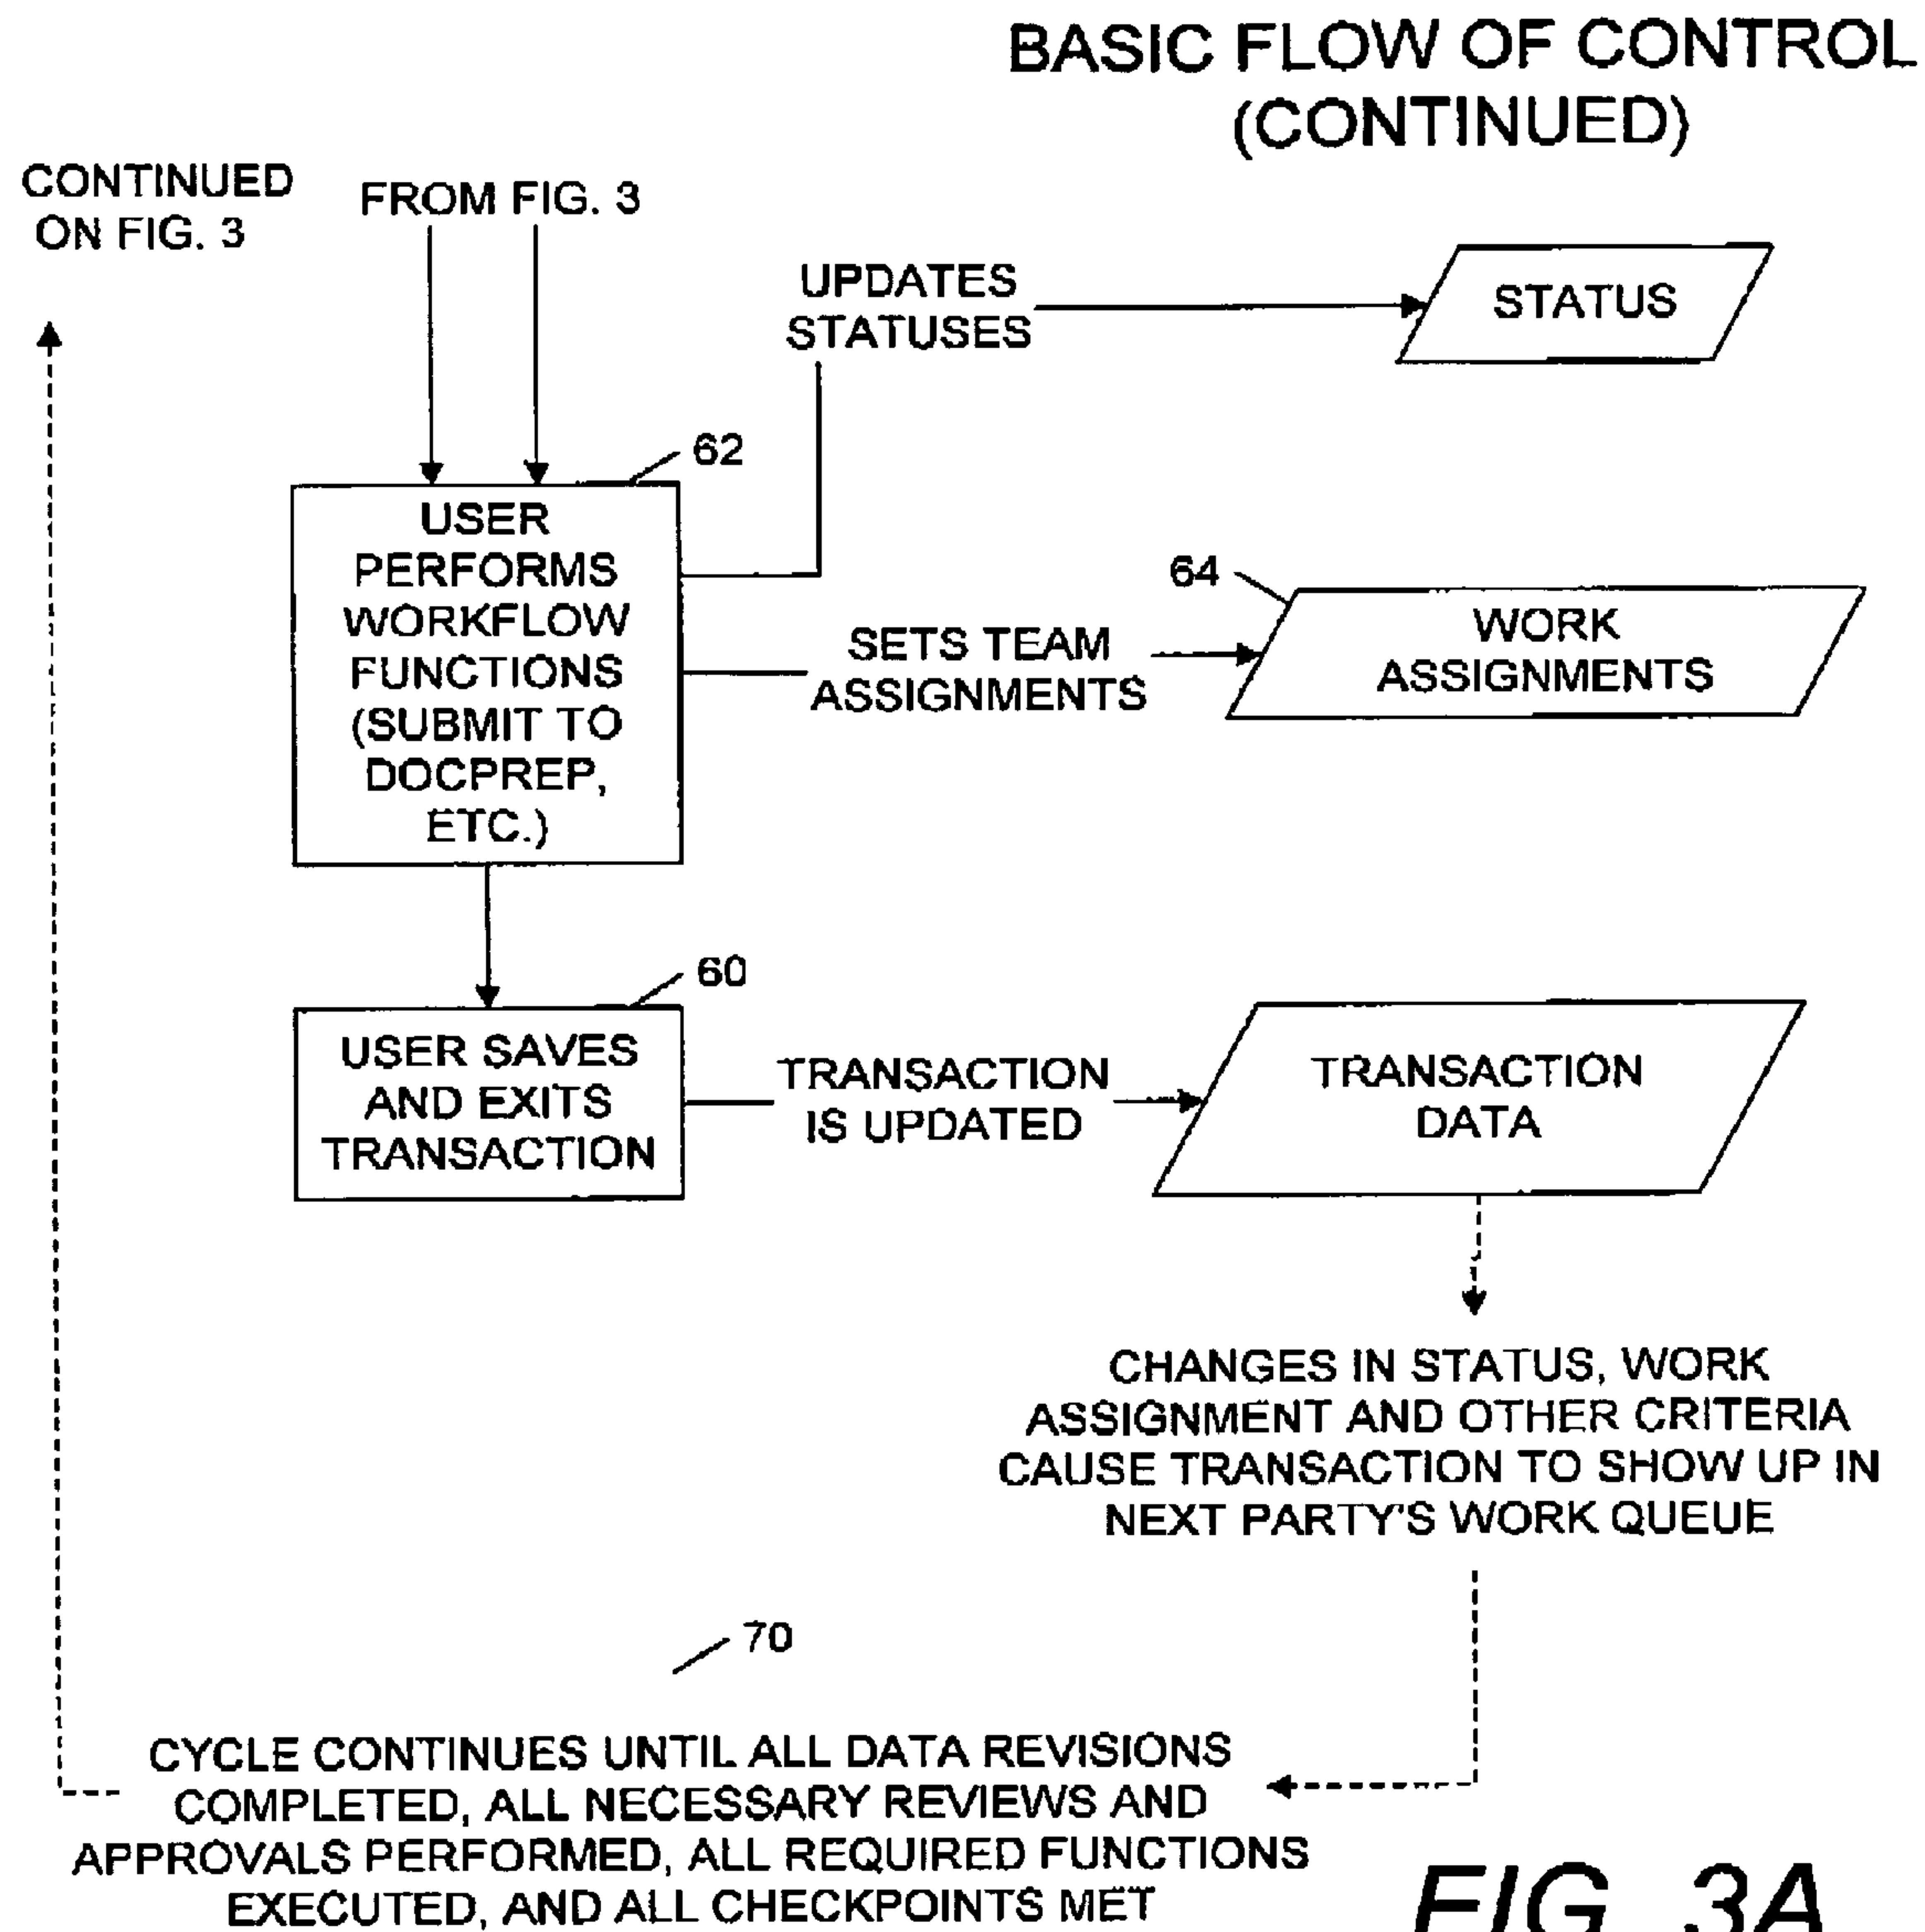 BASIC FLOW OF CONTROL
(CONTINUED)
CONTINUED
ON FIG. 3
FROM FIG. 3
UPDATES
STATUSES
STATUS
62
USER
PERFORMS
WORKFLOW
FUNCTIONS
(SUBMIT TO
DOCPREP,
ETC.)
64
SETS TEAM
ASSIGNMENTS
WORK
ASSIGNMENTS
60
USER SAVES
AND EXITS
TRANSACTION
TRANSACTION
IS UPDATED
TRANSACTION
DATA
CHANGES IN STATUS, WORK
ASSIGNMENT AND OTHER CRITERIA
CAUSE TRANSACTION TO SHOW UP IN
NEXT PARTY'S WORK QUEUE
70
CYCLE CONTINUES UNTIL ALL DATA REVISIONS
COMPLETED, ALL NECESSARY REVIEWS AND
APPROVALS PERFORMED, ALL REQUIRED FUNCTIONS
EXECUTED, AND ALL CHECKPOINTS MET
FIG. 3A